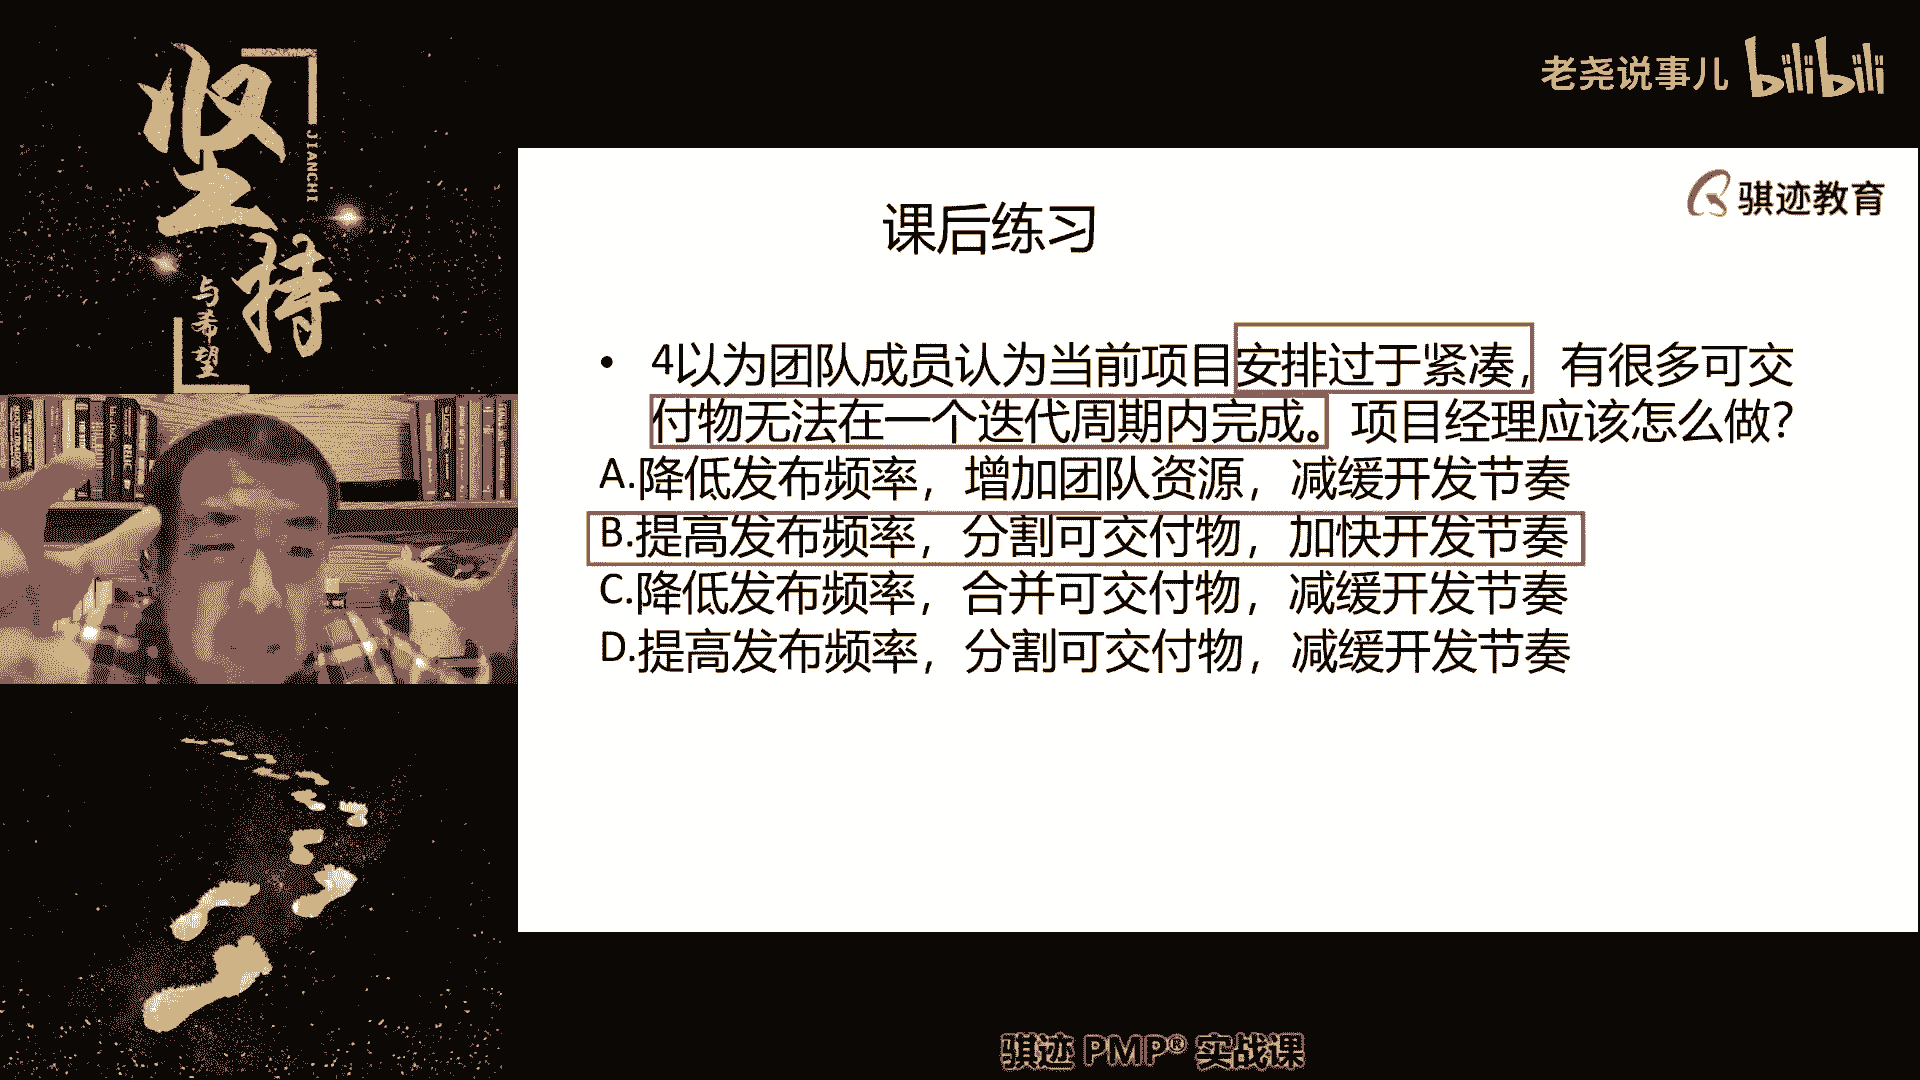 坚
JIANCHI
持
与希望
老尧说事儿 bilibili
骐迹教育
课后练习
• 4以为团队成员认为当前项目安排过于紧凑，有很多可交
付物无法在一个迭代周期内完成。项目经理应该怎么做？
A.降低发布频率，增加团队资源，减缓开发节奏
B.提高发布频率，分割可交付物，加快开发节奏
C.降低发布频率，合并可交付物，减缓开发节奏
D.提高发布频率，分割可交付物，减缓开发节奏
骐迹 PMP® 实战课